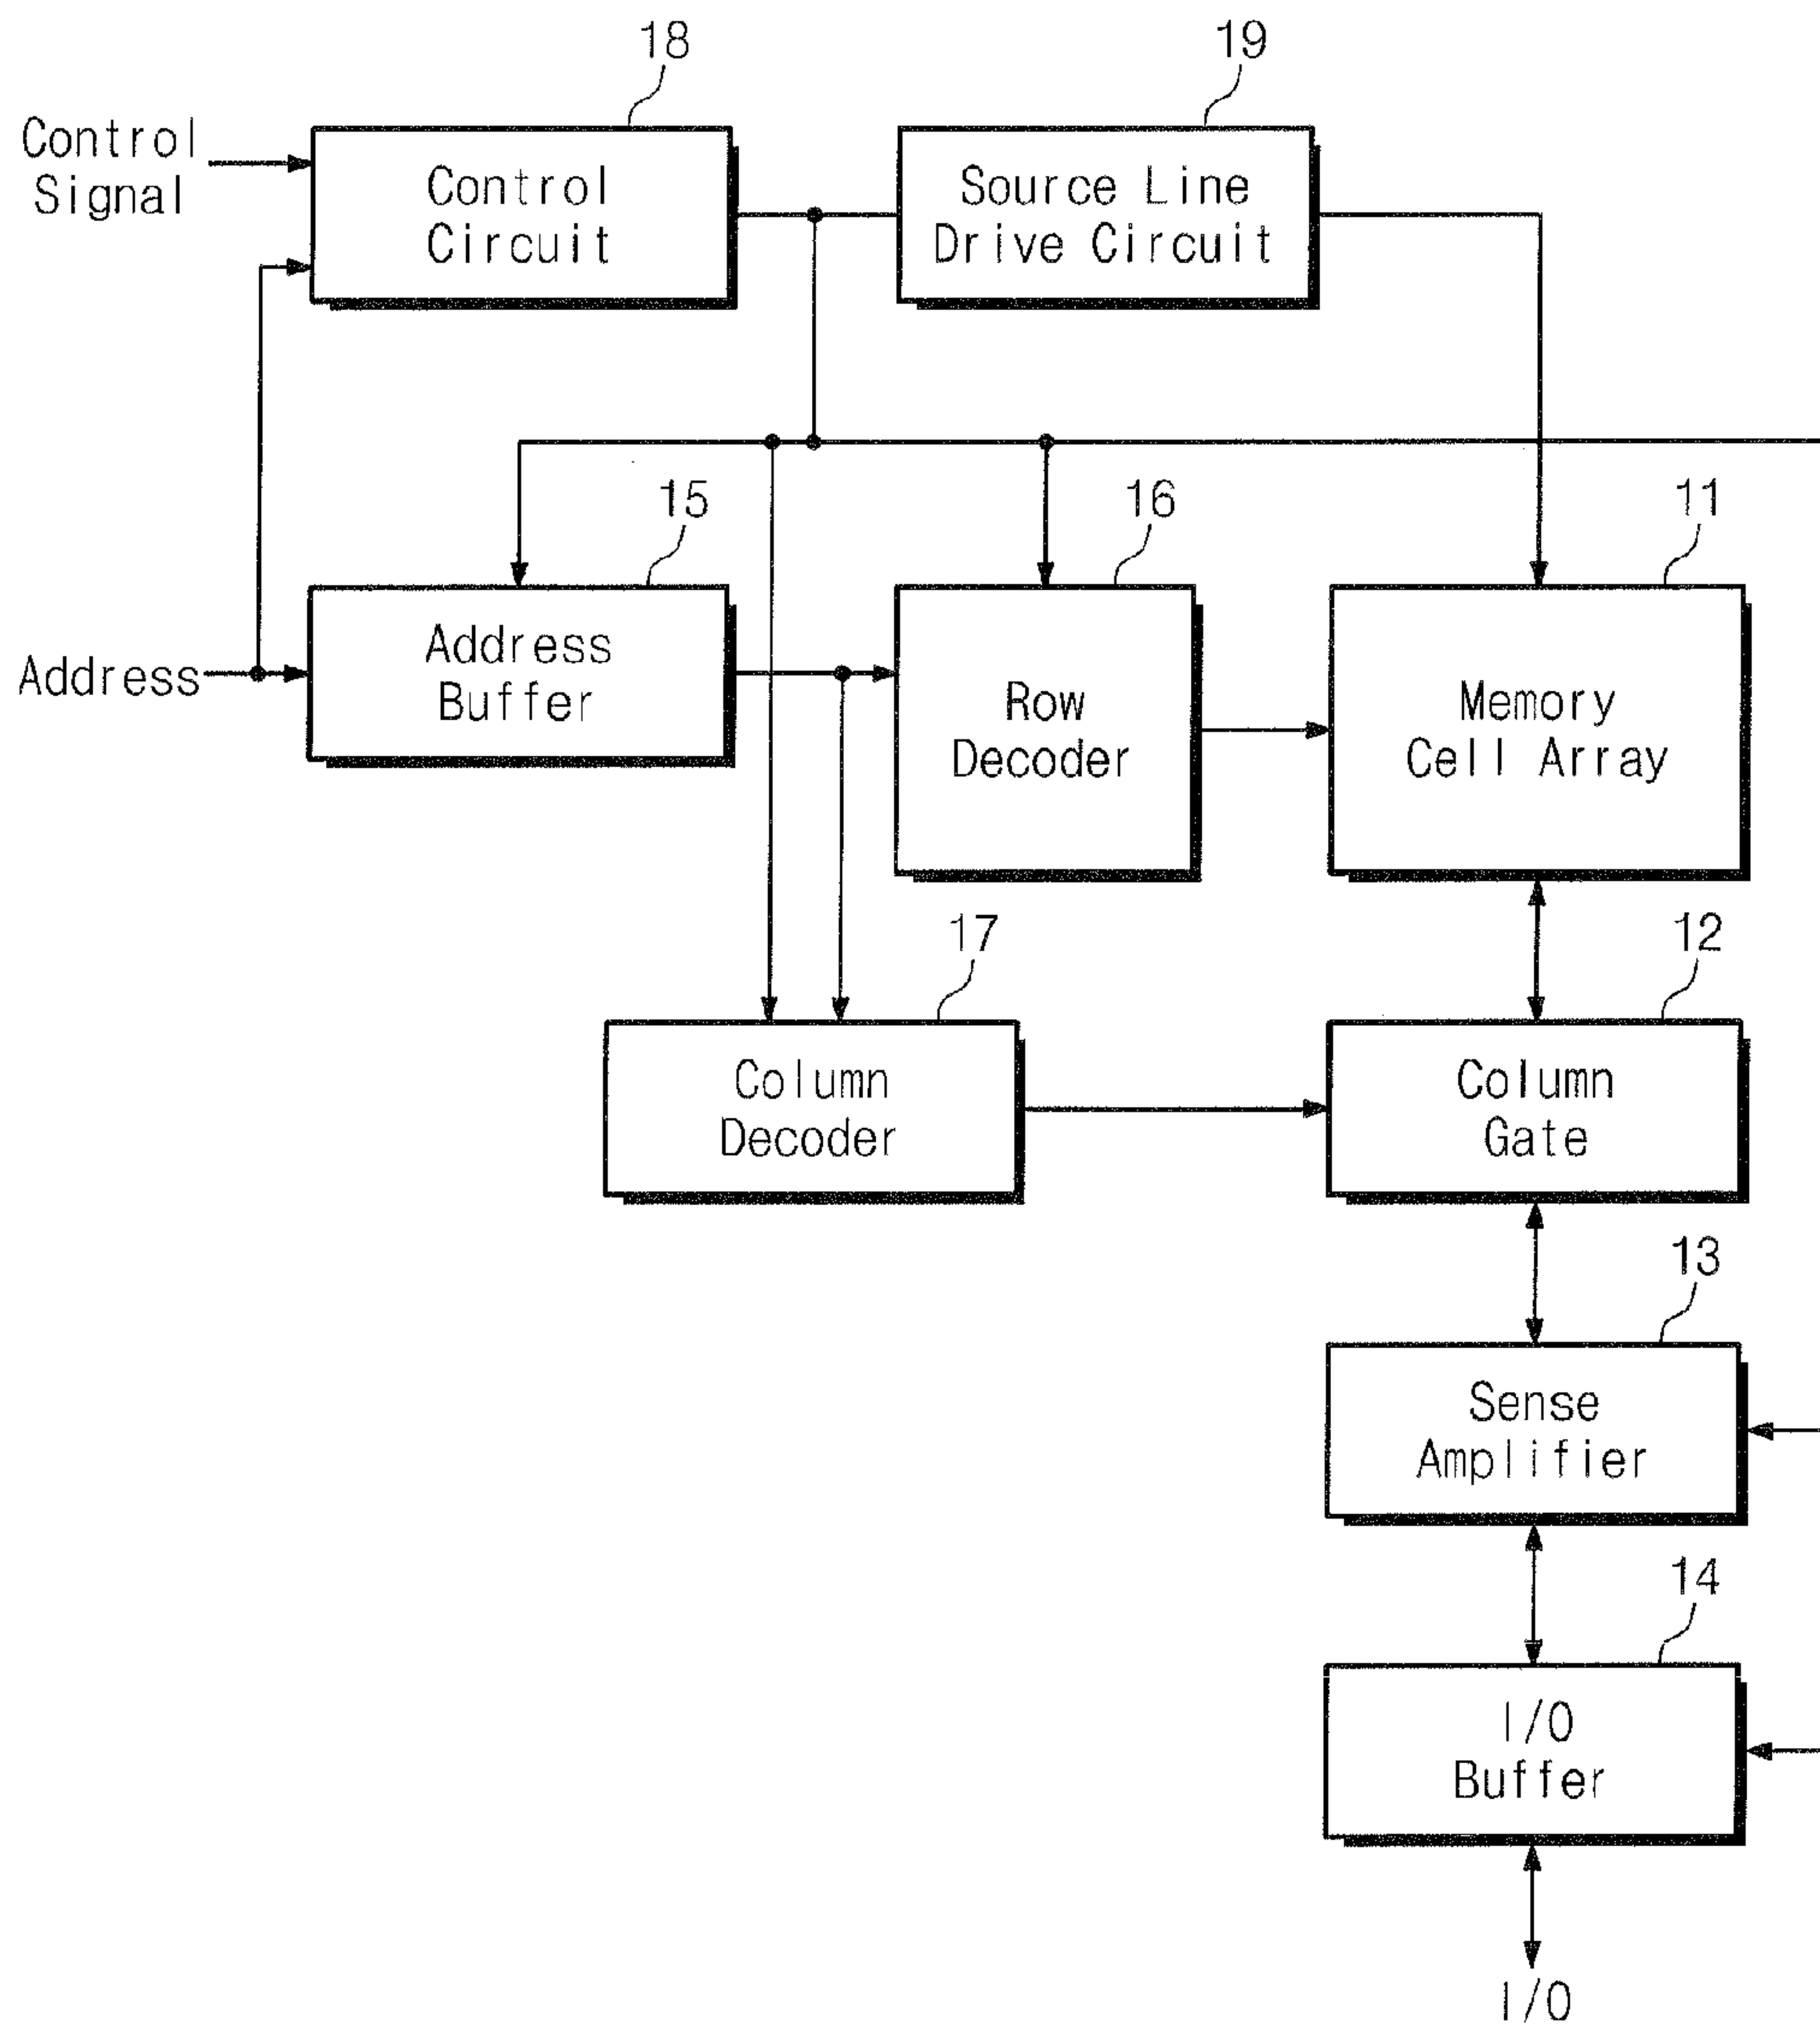 18
19
Control
Signal
Control
Circuit
Source Line
Drive Circuit
15
16
11
Address
Address
Buffer
Row
Decoder
Memory
Cell Array
17
12
Column
Decoder
Column
Gate
13
Sense
Amplifier
14
I/O
Buffer
I/O